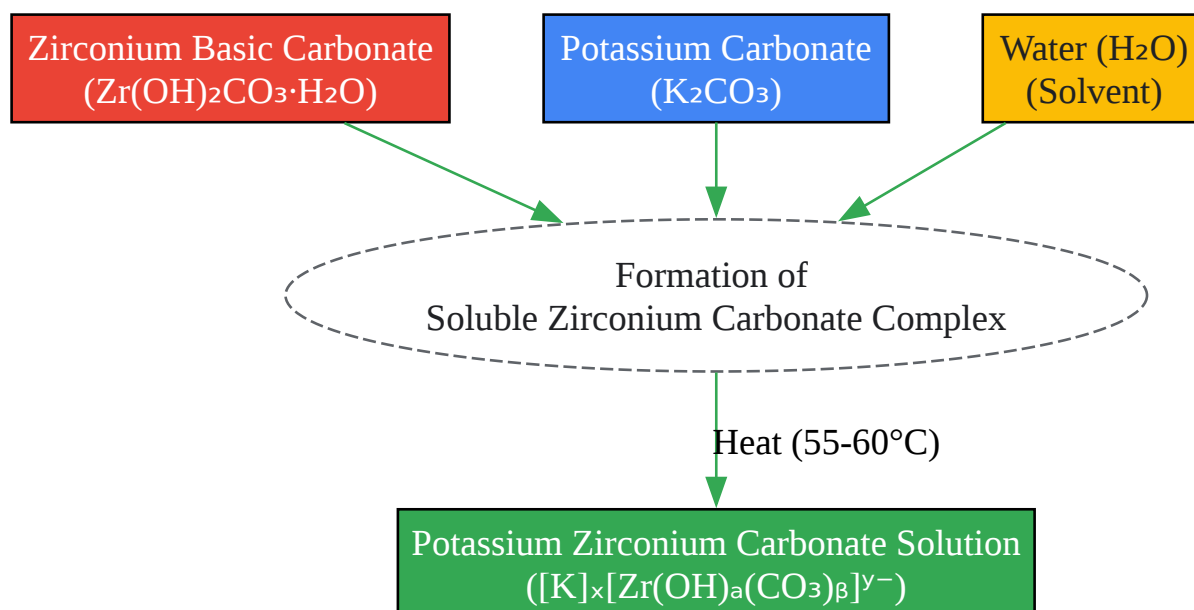 Zirconium Basic Carbonate
(Zr(OH)₂CO₃·H₂O)
Potassium Carbonate
(K₂CO₃)
Water (H₂O)
(Solvent)
Formation of
Soluble Zirconium Carbonate Complex
Heat (55-60°C)
Potassium Zirconium Carbonate Solution
([K]ₓ[Zr(OH)ₐ(CO₃)ᵦ]ʸ⁻)